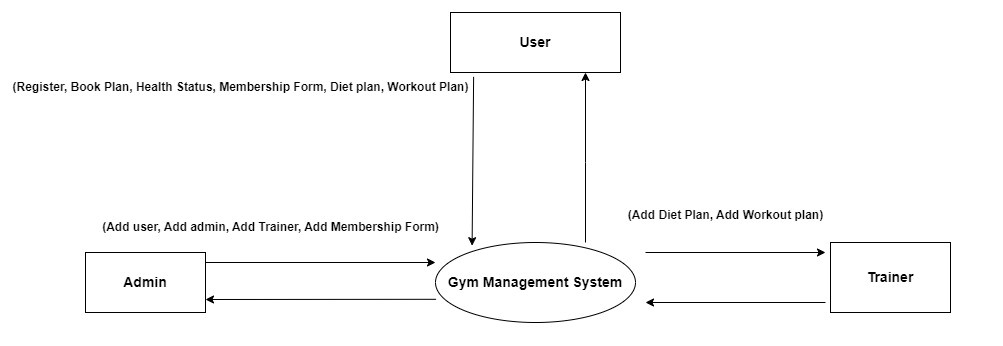 User
(Register, Book Plan, Health Status, Membership Form, Diet plan, Workout Plan)
(Add Diet Plan, Add Workout plan)
(Add user, Add admin, Add Trainer, Add Membership Form)
Admin
Gym Management System
Trainer